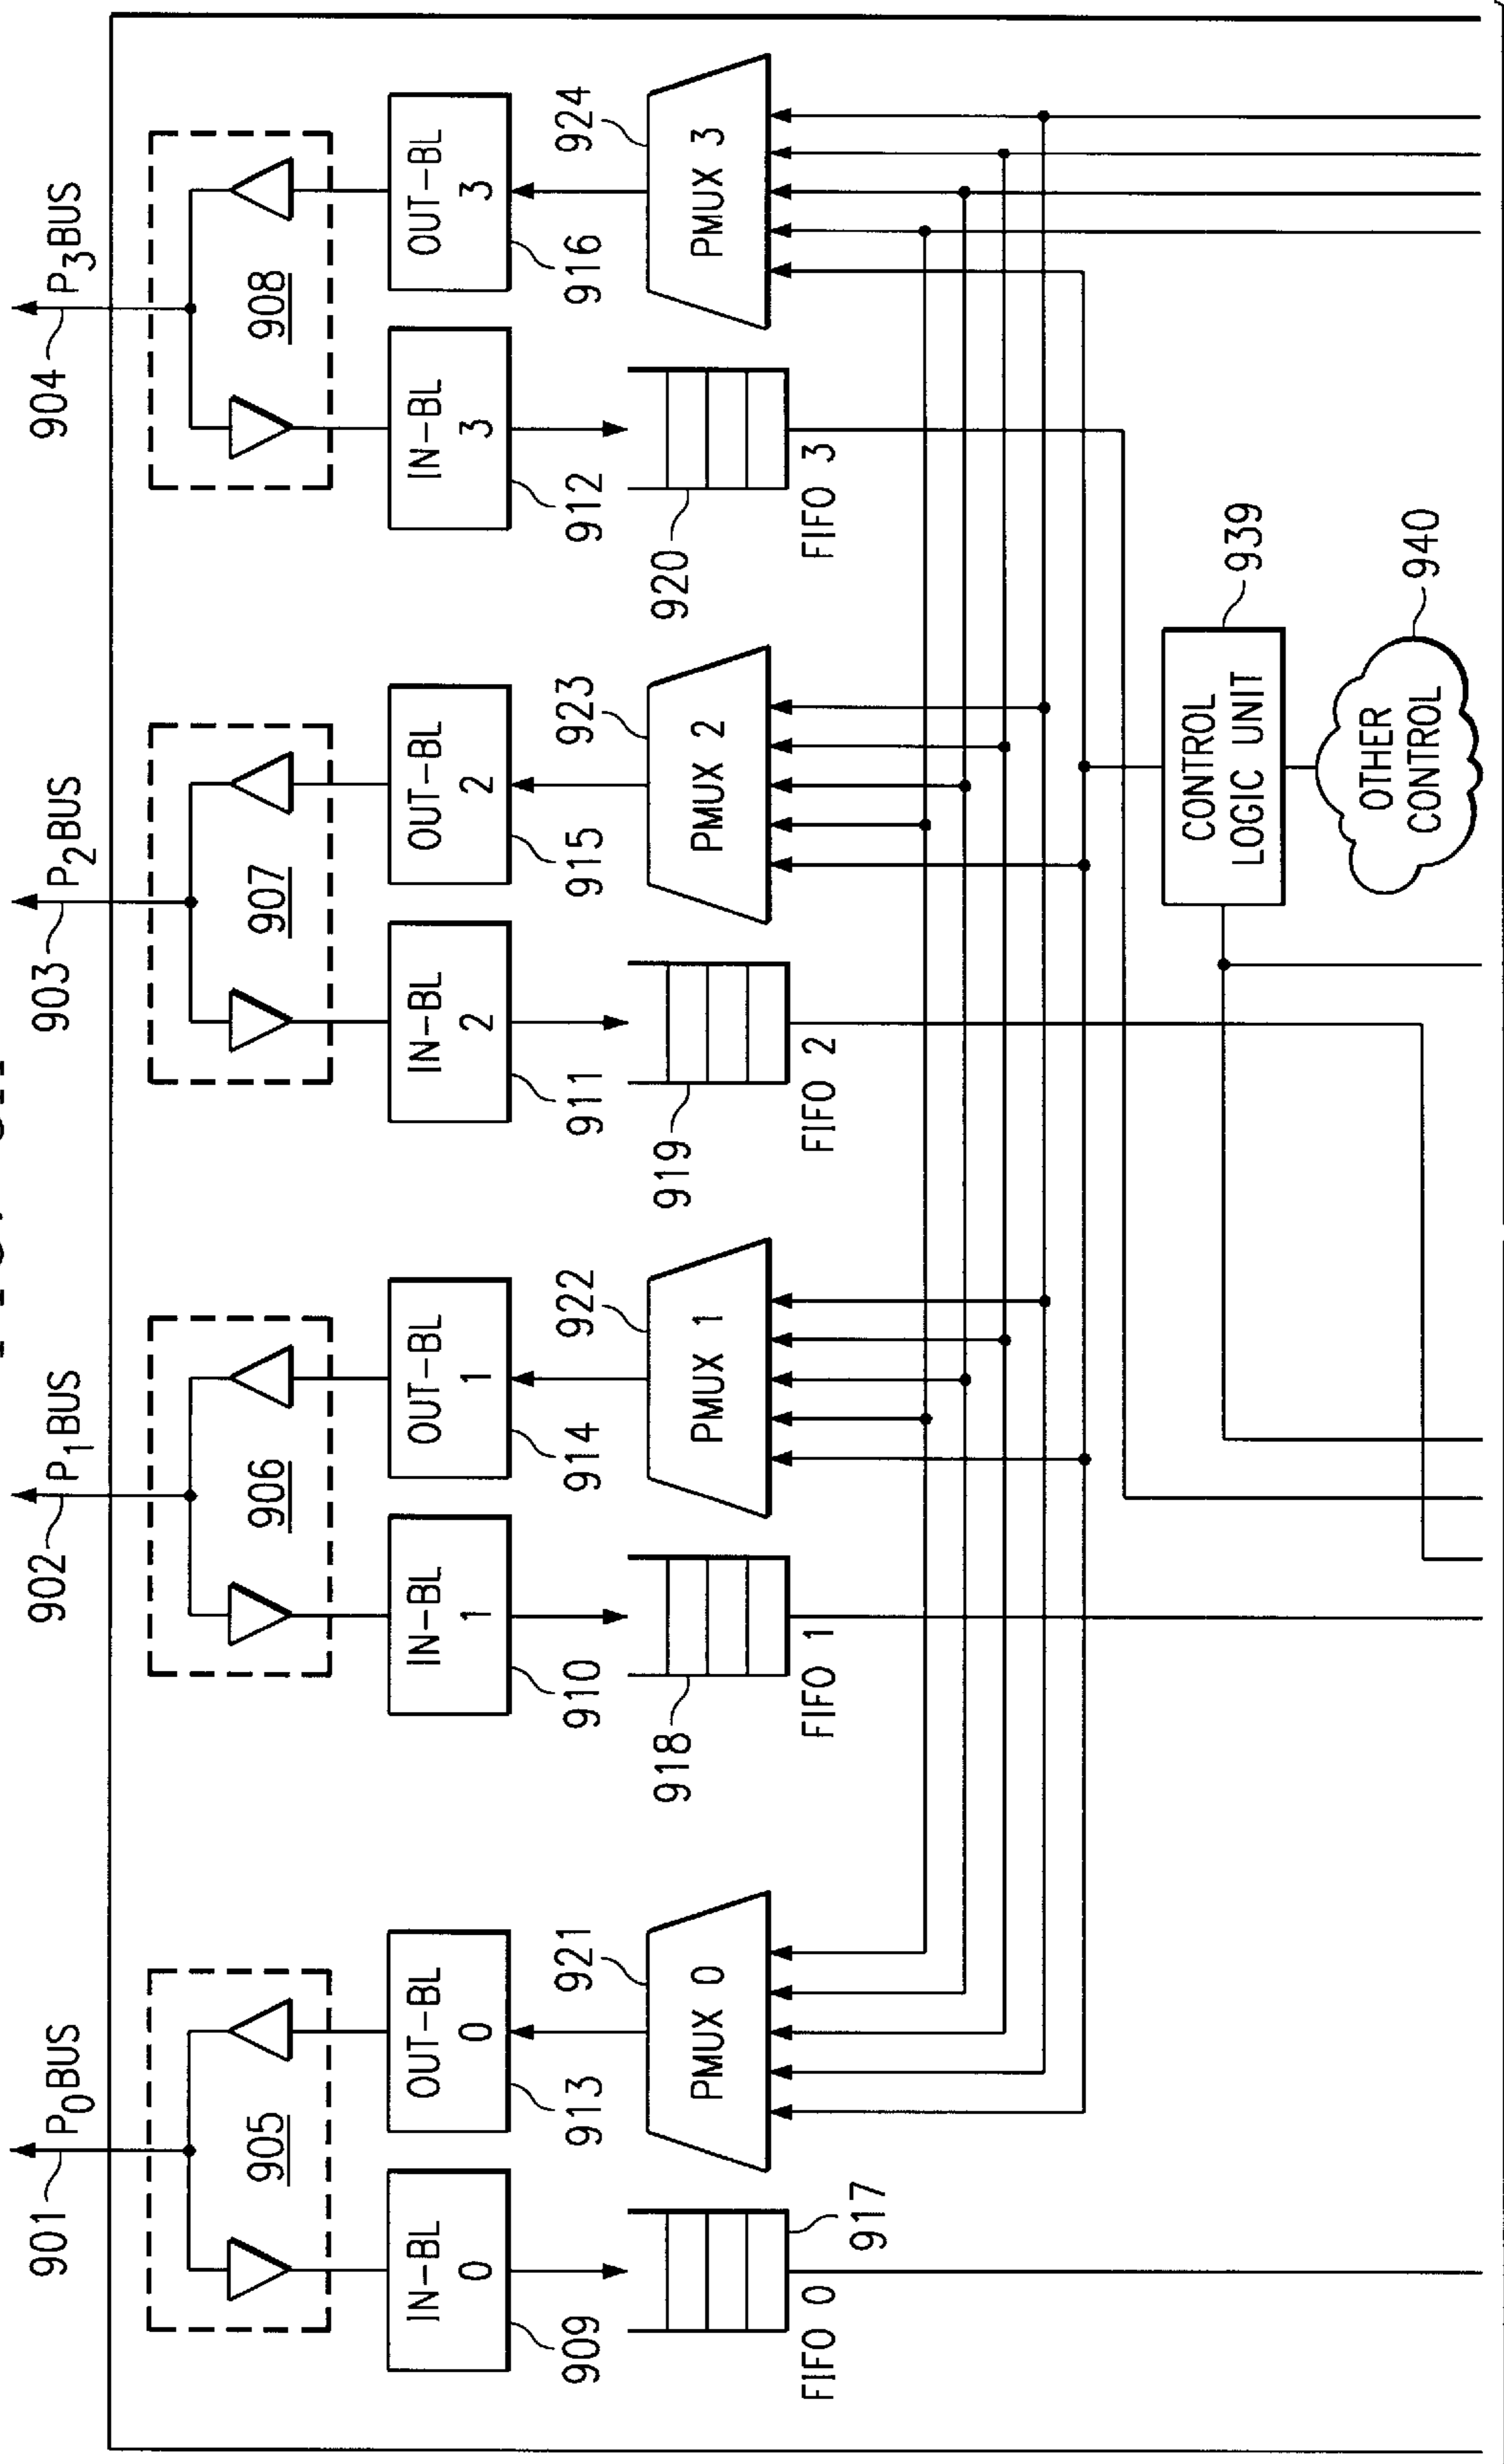 901
P0BUS
902
P1BUS
903
P2BUS
904
P3BUS
905
906
907
908
IN-BL
0
OUT-BL
0
IN-BL
1
OUT-BL
1
IN-BL
2
OUT-BL
2
IN-BL
3
OUT-BL
3
909
913
910
914
911
915
912
916
921
922
923
924
PMUX 0
PMUX 1
PMUX 2
PMUX 3
917
918
919
920
FIFO 0
FIFO 1
FIFO 2
FIFO 3
CONTROL
LOGIC UNIT
939
OTHER
CONTROL
940